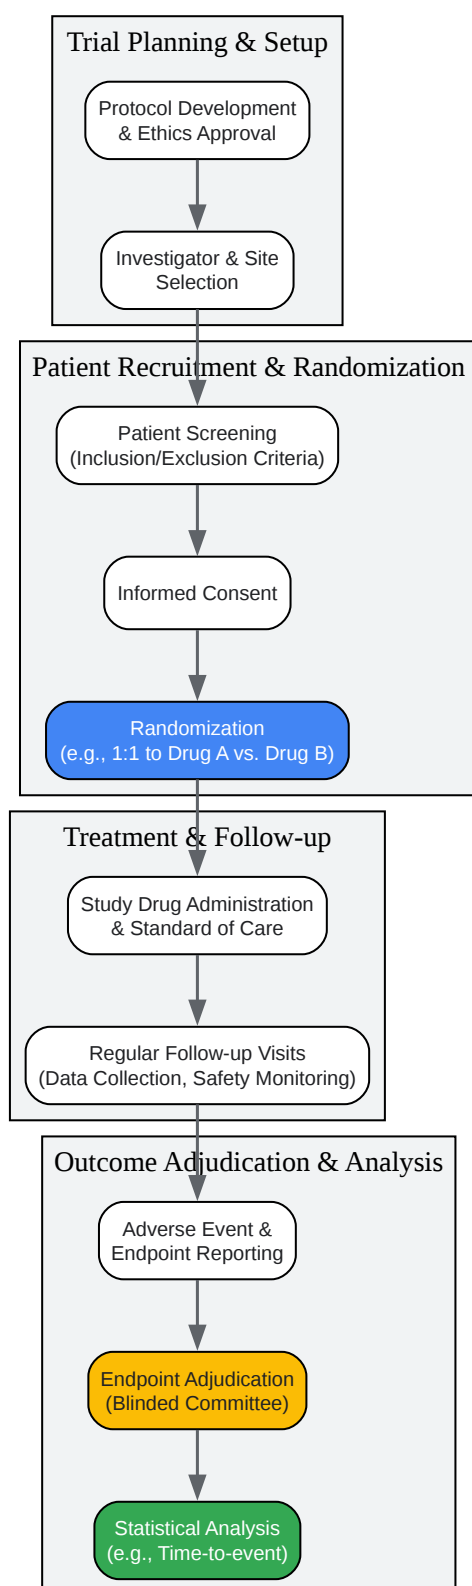 Trial Planning & Setup
Protocol Development
& Ethics Approval
Investigator & Site
Selection
Patient Recruitment & Randomization
Patient Screening
(Inclusion/Exclusion Criteria)
Informed Consent
Randomization
(e.g., 1:1 to Drug A vs. Drug B)
Treatment & Follow-up
Study Drug Administration
& Standard of Care
Regular Follow-up Visits
(Data Collection, Safety Monitoring)
Outcome Adjudication & Analysis
Adverse Event &
Endpoint Reporting
Endpoint Adjudication
(Blinded Committee)
Statistical Analysis
(e.g., Time-to-event)